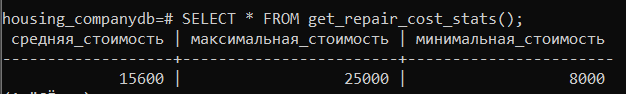 housing_companydb=# SELECT * FROM get_repair_cost_stats();
средняя_стоимость | максимальная_стоимость | минимальная_стоимость
-------------------+------------------------+-----------------------
15600 | 25000 | 8000